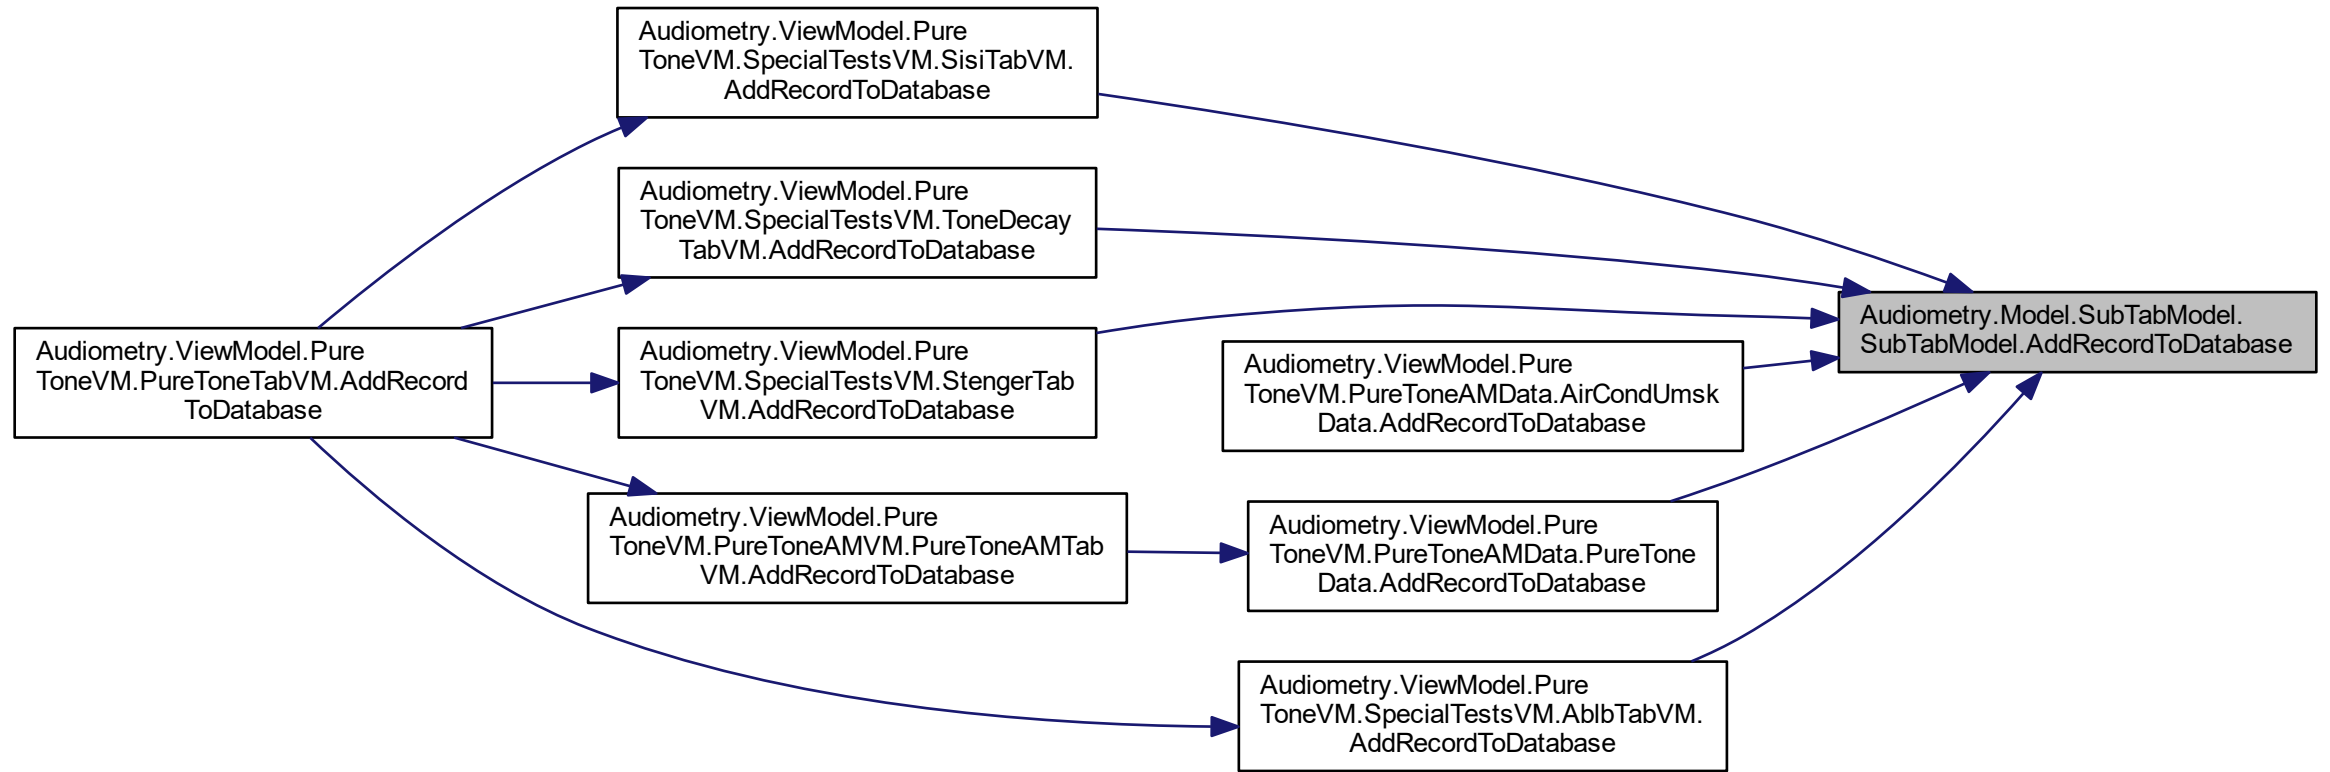 Audiometry.ViewModel.Pure
ToneVM.SpecialTestsVM.SisiTabVM.
AddRecordToDatabase
Audiometry.ViewModel.Pure
ToneVM.SpecialTestsVM.ToneDecay
TabVM.AddRecordToDatabase
Audiometry.Model.SubTabModel.
SubTabModel.AddRecordToDatabase
Audiometry.ViewModel.Pure
ToneVM.PureToneTabVM.AddRecord
ToDatabase
Audiometry.ViewModel.Pure
ToneVM.SpecialTestsVM.StengerTab
VM.AddRecordToDatabase
Audiometry.ViewModel.Pure
ToneVM.PureToneAMData.AirCondUmsk
Data.AddRecordToDatabase
Audiometry.ViewModel.Pure
ToneVM.PureToneAMVM.PureToneAMTab
VM.AddRecordToDatabase
Audiometry.ViewModel.Pure
ToneVM.PureToneAMData.PureTone
Data.AddRecordToDatabase
Audiometry.ViewModel.Pure
ToneVM.SpecialTestsVM.AblbTabVM.
AddRecordToDatabase